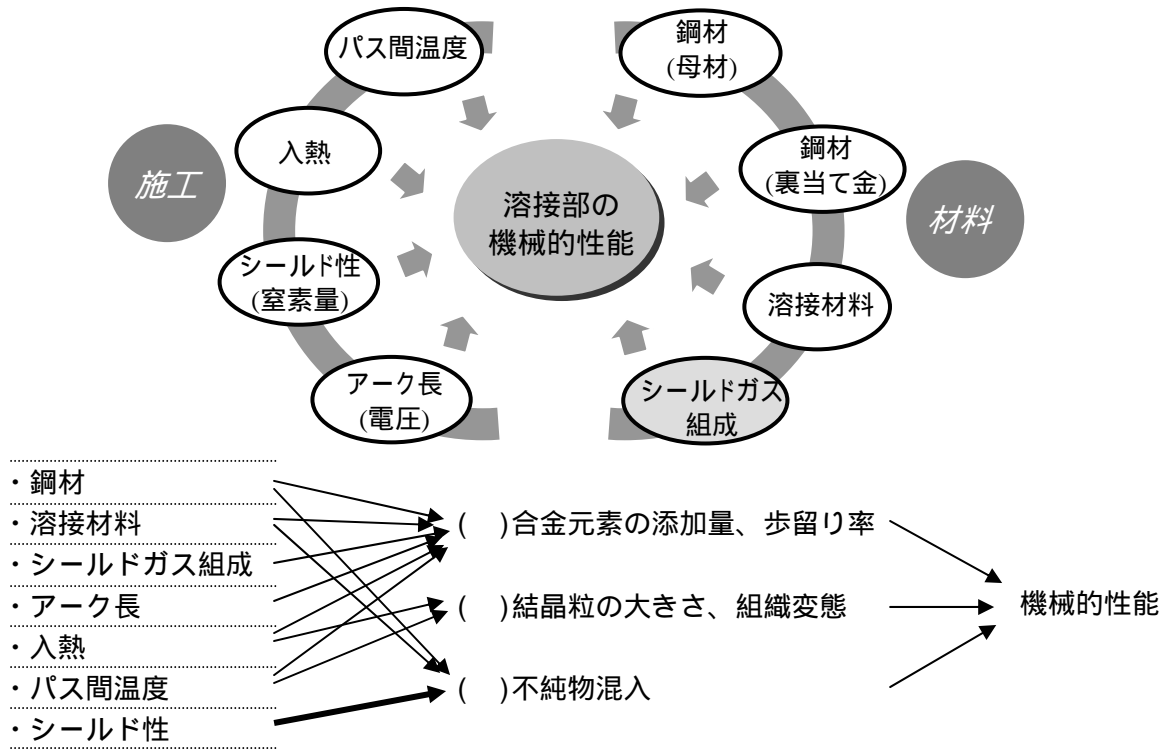 パス間温度
鋼材
(母材)
入熱
鋼材
(裏当て金)
施工
溶接部の
機械的性能
材料
シールド性
(窒素量)
溶接材料
アーク長
(電圧)
シールドガス
組成
・鋼材
・溶接材料
( )合金元素の添加量、歩留り率
・シールドガス組成
・アーク長
( )結晶粒の大きさ、組織変態
機械的性能
・入熱
・パス間温度
( )不純物混入
・シールド性